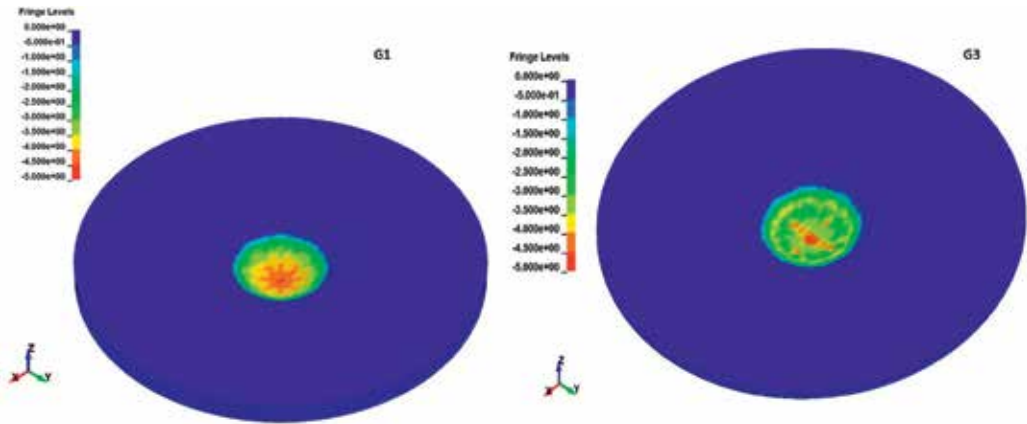 Fringe Levels
0.000e+00
-5.000e-01
-1.000e+00
-1.500e+00
-2.000e+00
-2.500e+00
-3.000e+00
-3.500e+00
-4.000e+00
-4.500e+00
-5.000e+00
G1
Z
X
Y
Fringe Levels
0.000e+00
-5.000e-01
-1.000e+00
-1.500e+00
-2.000e+00
-2.500e+00
-3.000e+00
-3.500e+00
-4.000e+00
-4.500e+00
-5.000e+00
G3
Z
X
Y